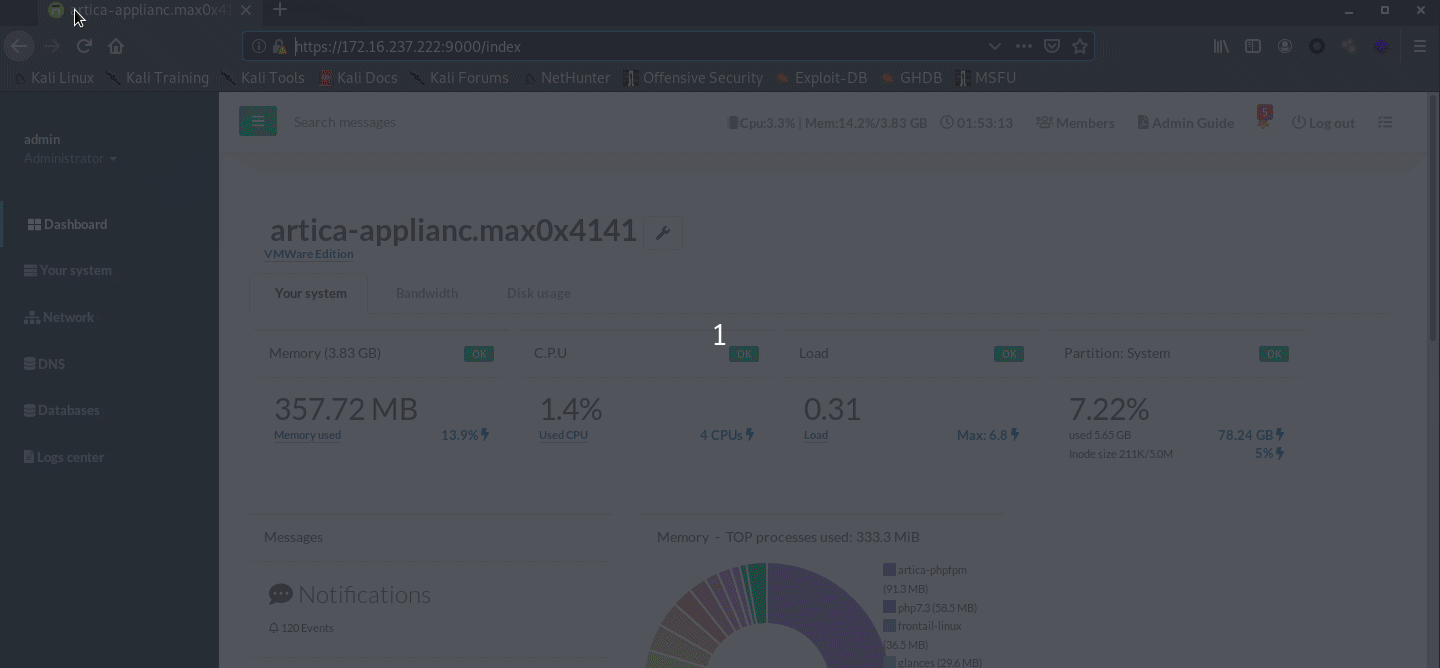 artica-applianc.max0x41
https://172.16.237.222:9000/index
Kali Linux Kali Training Kali Tools Kali Docs Kali Forums NetHunter Offensive Security Exploit-DB GHDB MSFU
admin
Administrator
Dashboard
Your system
Network
DNS
Databases
Logs center
Search messages Cpu:3.3% | Mem:14.2%/3.83 GB 01:53:13 Members Admin Guide 5 Log out
artica-applianc.max0x4141
VMWare Edition
Your system Bandwidth Disk usage
1
Memory (3.83 GB) OK
357.72 MB
Memory used 13.9%
C.P.U OK
1.4%
Used CPU 4 CPUs
Load OK
0.31
Load Max: 6.8
Partition: System OK
7.22%
used 5.65 GB 78.24 GB
Inode size 211K/5.0M 5%
Messages
Notifications
120 Events
Memory - TOP processes used: 333.3 MiB
artica-phpfpm
(91.3 MB)
php7.3 (58.5 MB)
frontail-linux
(36.5 MB)
glances (29.6 MB)